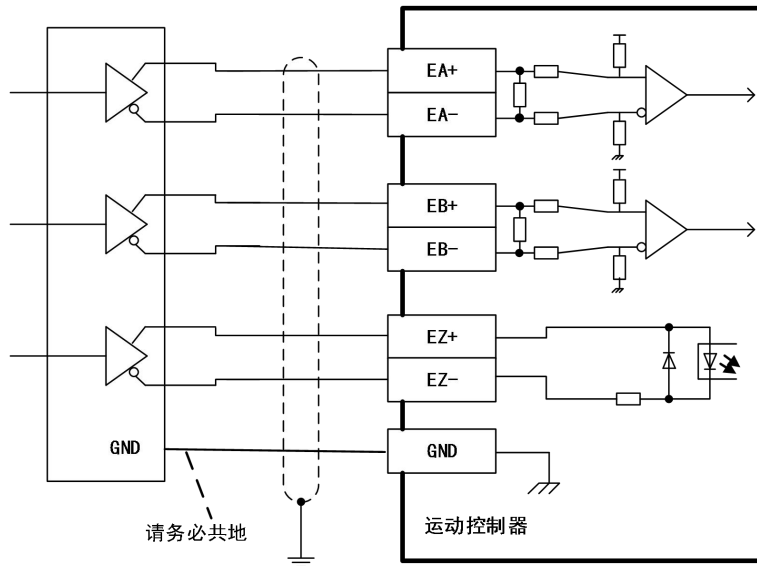 EA+
EA-
EB+
EB-
EZ+
EZ-
GND
GND
请务必共地
运动控制器